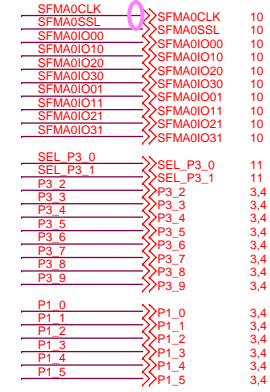 SFMA0CLK SFMA0CLK 10
SFMA0SSL SFMA0SSL 10
SFMA0IO00 SFMA0IO00 10
SFMA0IO10 SFMA0IO10 10
SFMA0IO20 SFMA0IO20 10
SFMA0IO30 SFMA0IO30 10
SFMA0IO01 SFMA0IO01 10
SFMA0IO11 SFMA0IO11 10
SFMA0IO21 SFMA0IO21 10
SFMA0IO31 SFMA0IO31 10
SEL_P3_0 SEL_P3_0 11
SEL_P3_1 SEL_P3_1 11
P3_2 P3_2 3,4
P3_3 P3_3 3,4
P3_4 P3_4 3,4
P3_5 P3_5 3,4
P3_6 P3_6 3,4
P3_7 P3_7 3,4
P3_8 P3_8 3,4
P3_9 P3_9 3,4
P1_0 P1_0 3,4
P1_1 P1_1 3,4
P1_2 P1_2 3,4
P1_3 P1_3 3,4
P1_4 P1_4 3,4
P1_5 P1_5 3,4